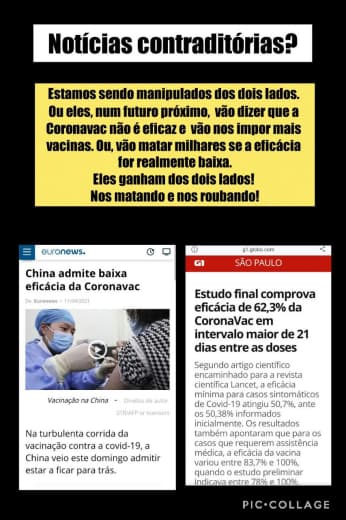 Notícias contraditórias?
Estamos sendo manipulados dos dois lados.
Ou eles, num futuro próximo, vão dizer que a
Coronavac não é eficaz e vão nos impor mais
vacinas. Ou, vão matar milhares se a eficácia
for realmente baixa.
Eles ganham dos dois lados!
Nos matando e nos roubando!
euronews.
China admite baixa
eficácia da Coronavac
De Euronews • 11/04/2021
Vacinação na China - Direitos de autor
STR/AFP or licensors
Na turbulenta corrida da
vacinação contra a covid-19, a
China veio este domingo admitir
estar a ficar para trás.
g1.globo.com
G1 SÃO PAULO
Estudo final comprova
eficácia de 62,3% da
CoronaVac em
intervalo maior de 21
dias entre as doses
Segundo artigo científico
encaminhado para a revista
científica Lancet, a eficácia
mínima para casos sintomáticos
de Covid-19 atingiu 50,7%, ante
os 50,38% informados
inicialmente. Os resultados
também apontaram que para os
casos que requerem assistência
médica, a eficácia da vacina
variou entre 83,7% e 100%,
quando o estudo preliminar
indicava entre 78% e 100%.
PIC•COLLAGE